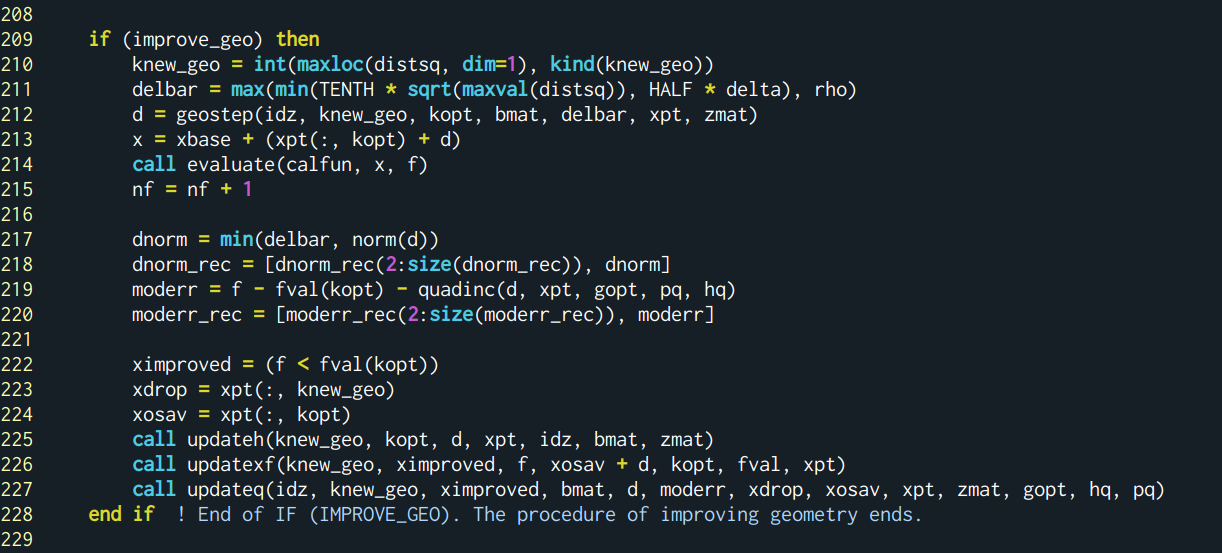 208
209     if (improve_geo) then
210         knew_geo = int(maxloc(distsq, dim=1), kind(knew_geo))
211         delbar = max(min(TENTH * sqrt(maxval(distsq)), HALF * delta), rho)
212         d = geostep(idz, knew_geo, kopt, bmat, delbar, xpt, zmat)
213         x = xbase + (xpt(:, kopt) + d)
214         call evaluate(calfun, x, f)
215         nf = nf + 1
216
217         dnorm = min(delbar, norm(d))
218         dnorm_rec = [dnorm_rec(2:size(dnorm_rec)), dnorm]
219         moderr = f - fval(kopt) - quadinc(d, xpt, gopt, pq, hq)
220         moderr_rec = [moderr_rec(2:size(moderr_rec)), moderr]
221
222         ximproved = (f < fval(kopt))
223         xdrop = xpt(:, knew_geo)
224         xosav = xpt(:, kopt)
225         call updateh(knew_geo, kopt, d, xpt, idz, bmat, zmat)
226         call updatexf(knew_geo, ximproved, f, xosav + d, kopt, fval, xpt)
227         call updateq(idz, knew_geo, ximproved, bmat, d, moderr, xdrop, xosav, xpt, zmat, gopt, hq, pq)
228     end if  ! End of IF (IMPROVE_GEO). The procedure of improving geometry ends.
229